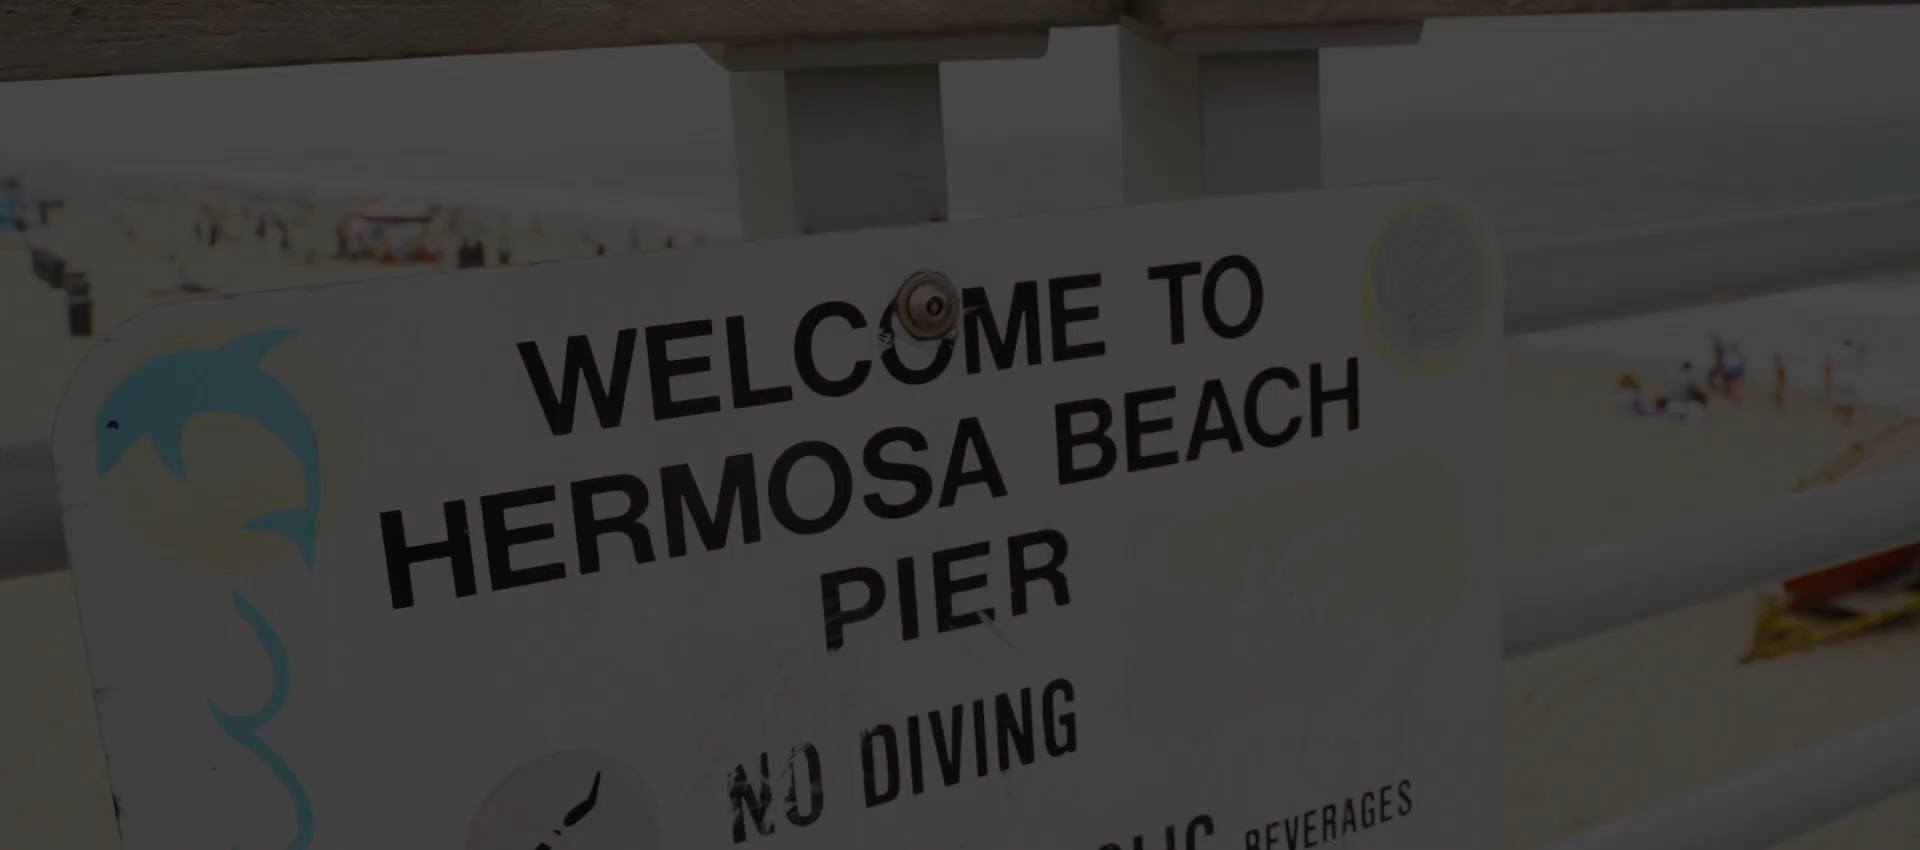 WELCOME TO
HERMOSA BEACH
PIER
NO DIVING
BEVERAGES